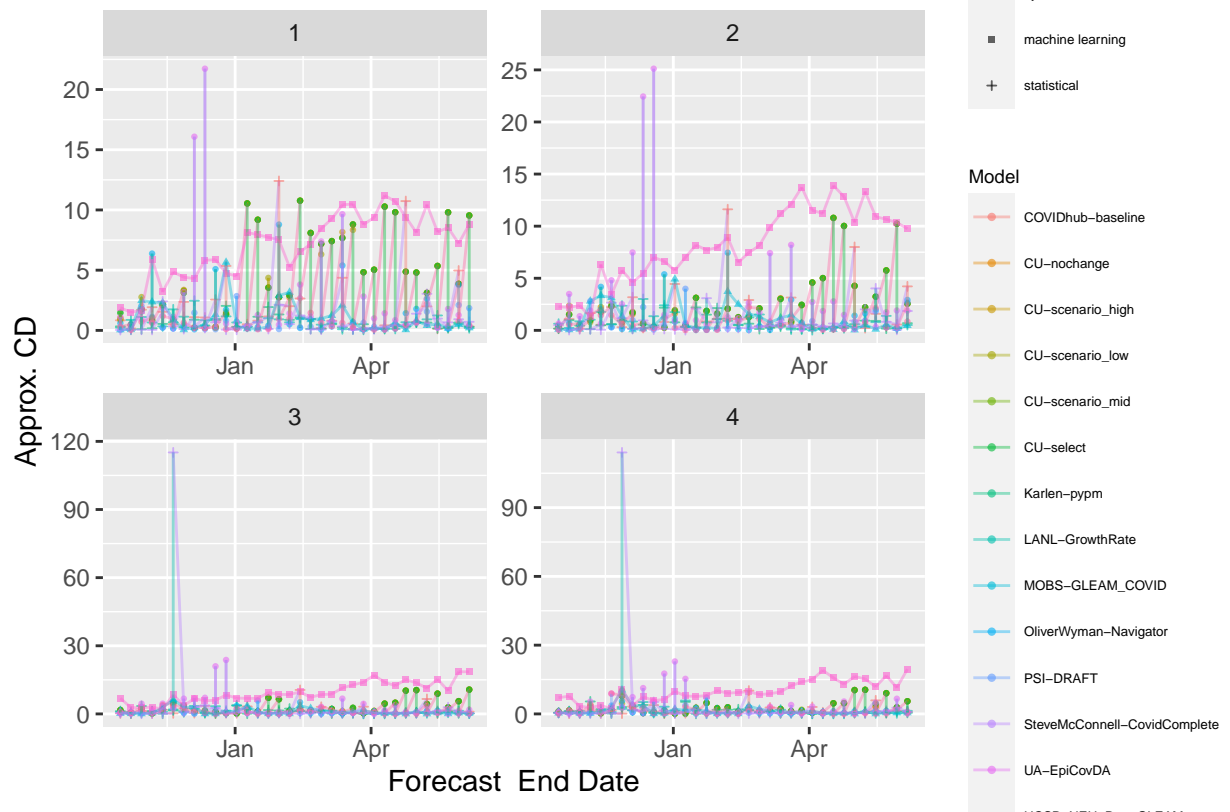 1
2
20
15
10
5
0
25
20
15
10
5
0
Jan
Apr
Jan
Apr
Approx. CD
3
4
120
90
60
30
0
90
60
30
0
Jan
Apr
Jan
Apr
Forecast End Date
machine learning
statistical
Model
COVIDhub−baseline
CU−nochange
CU−scenario_high
CU−scenario_low
CU−scenario_mid
CU−select
Karlen−pypm
LANL−GrowthRate
MOBS−GLEAM_COVID
OliverWyman−Navigator
PSI−DRAFT
SteveMcConnell−CovidComplete
UA−EpiCovDA